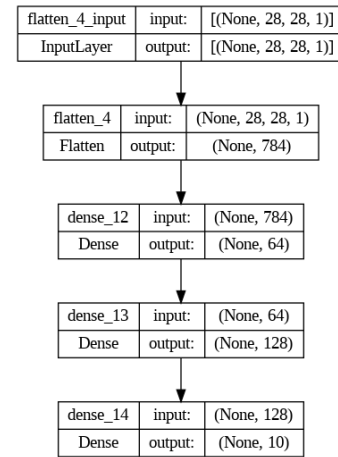 flatten_4_input input: [(None, 28, 28, 1)]
InputLayer output: [(None, 28, 28, 1)]
flatten_4 input: (None, 28, 28, 1)
Flatten output: (None, 784)
dense_12 input: (None, 784)
Dense output: (None, 64)
dense_13 input: (None, 64)
Dense output: (None, 128)
dense_14 input: (None, 128)
Dense output: (None, 10)